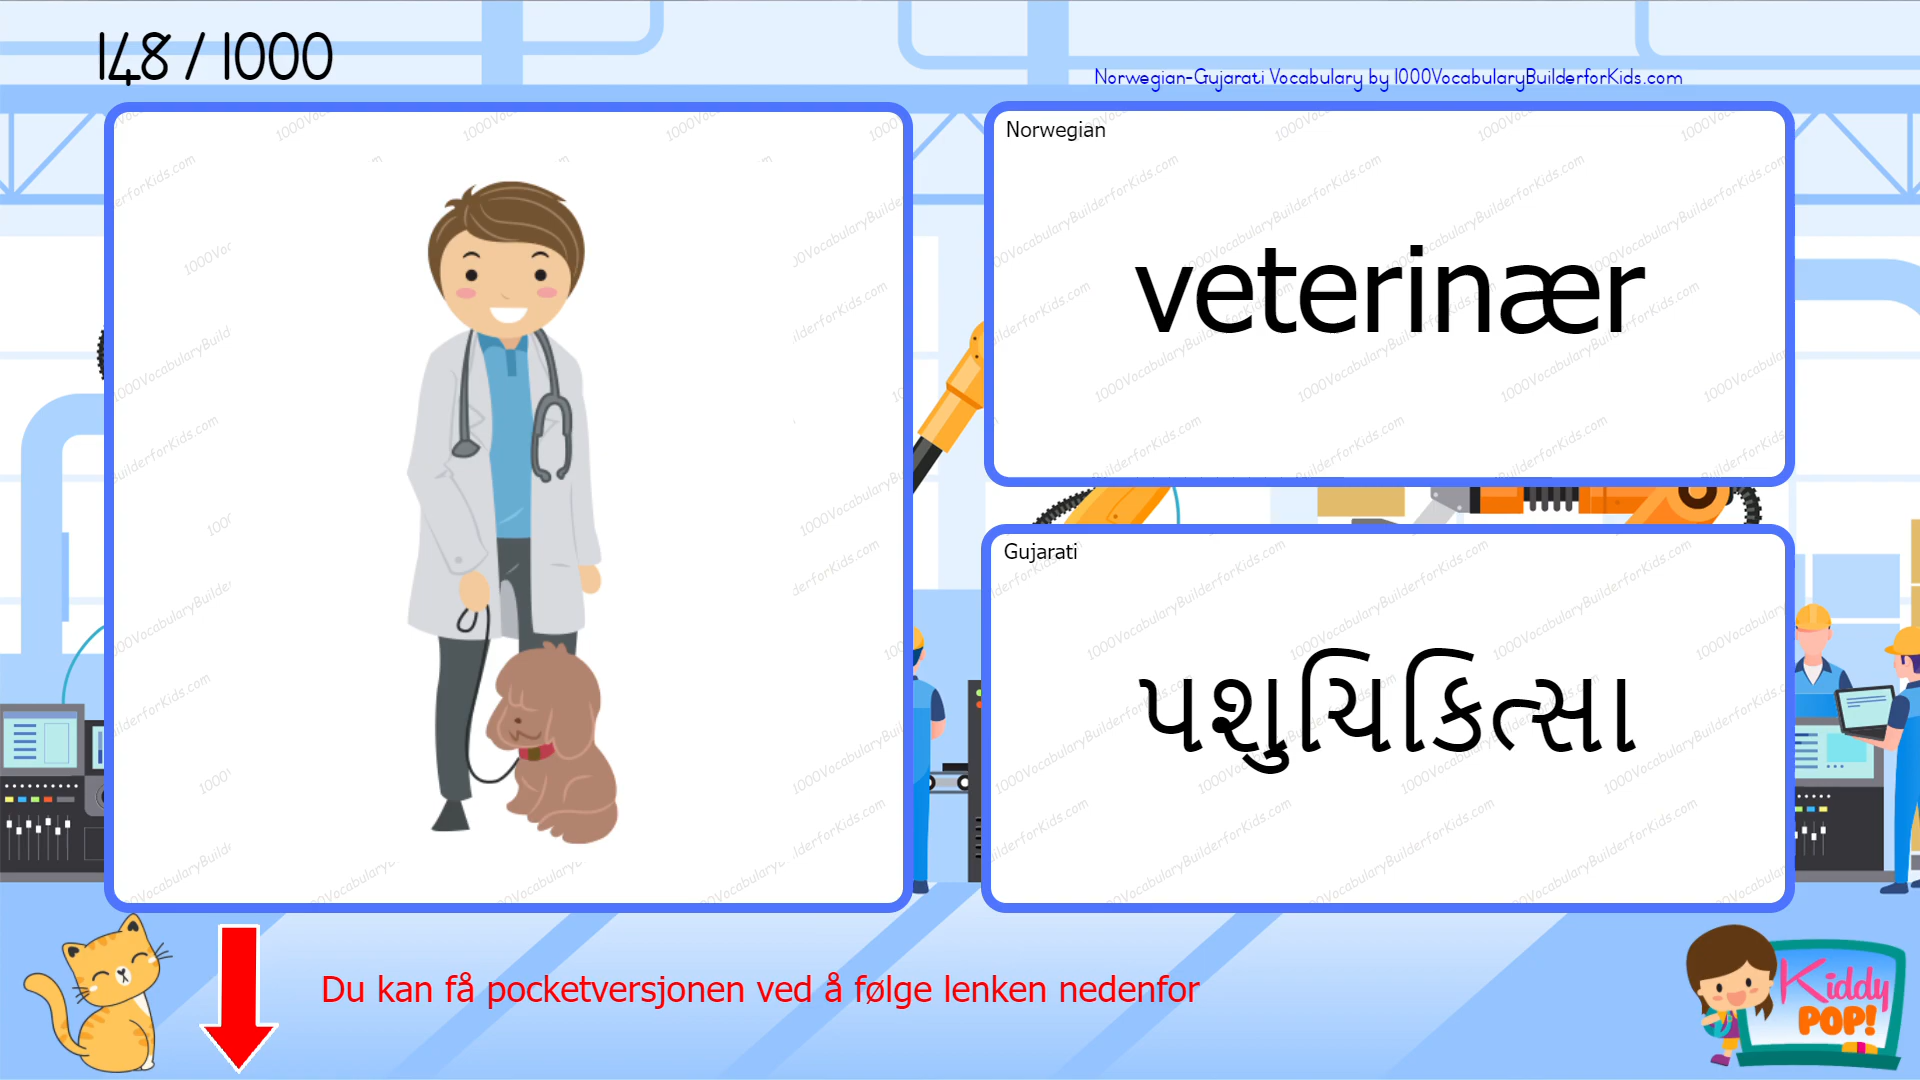 148 / 1000
Norwegian-Gujarati Vocabulary by 1000VocabularyBuilderforKids.com
Norwegian
veterinær
Gujarati
પશુચિકિત્સા
Du kan få pocketversjonen ved å følge lenken nedenfor
Kiddy
POP!